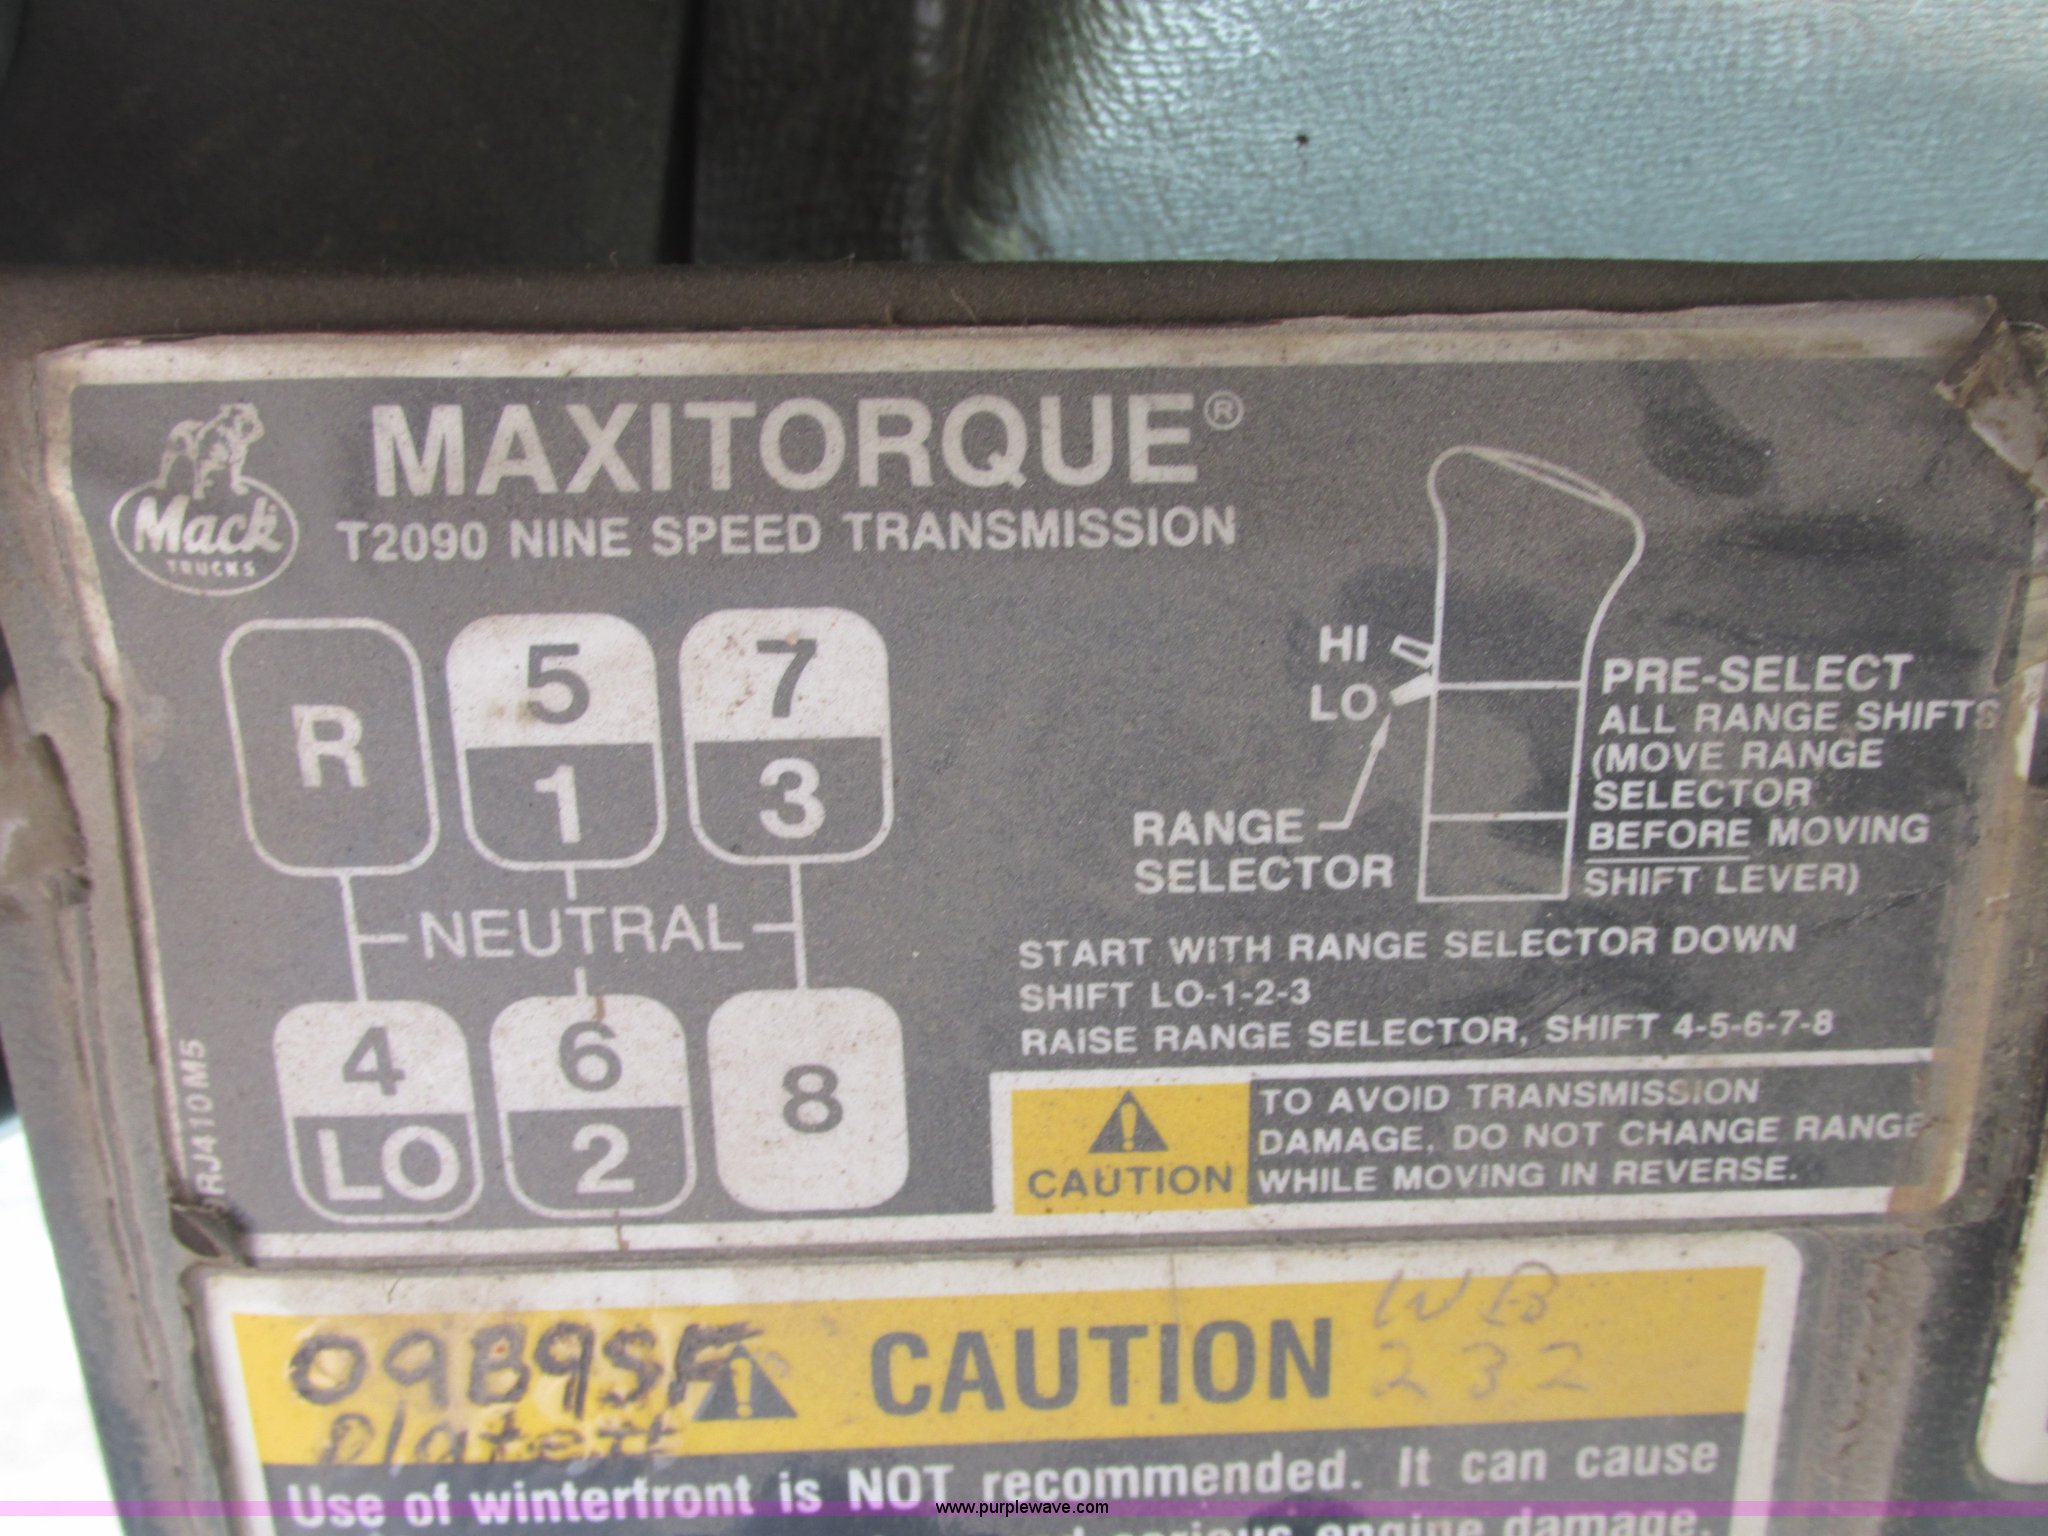 MAXITORQUE®
T2090 NINE SPEED TRANSMISSION
Mack
TRUCKS
R
5
1
7
3
NEUTRAL
4
LO
6
2
8
RJ410M5
HI
LO
RANGE
SELECTOR
PRE-SELECT
ALL RANGE SHIFTS
(MOVE RANGE
SELECTOR
BEFORE MOVING
SHIFT LEVER)
START WITH RANGE SELECTOR DOWN
SHIFT LO-1-2-3
RAISE RANGE SELECTOR, SHIFT 4-5-6-7-8
CAUTION
TO AVOID TRANSMISSION
DAMAGE, DO NOT CHANGE RANGE
WHILE MOVING IN REVERSE.
09B9SF
CAUTION
WB
232
Use of winterfront is NOT recommended. It can cause
serious engine damage.
www.purplewave.com